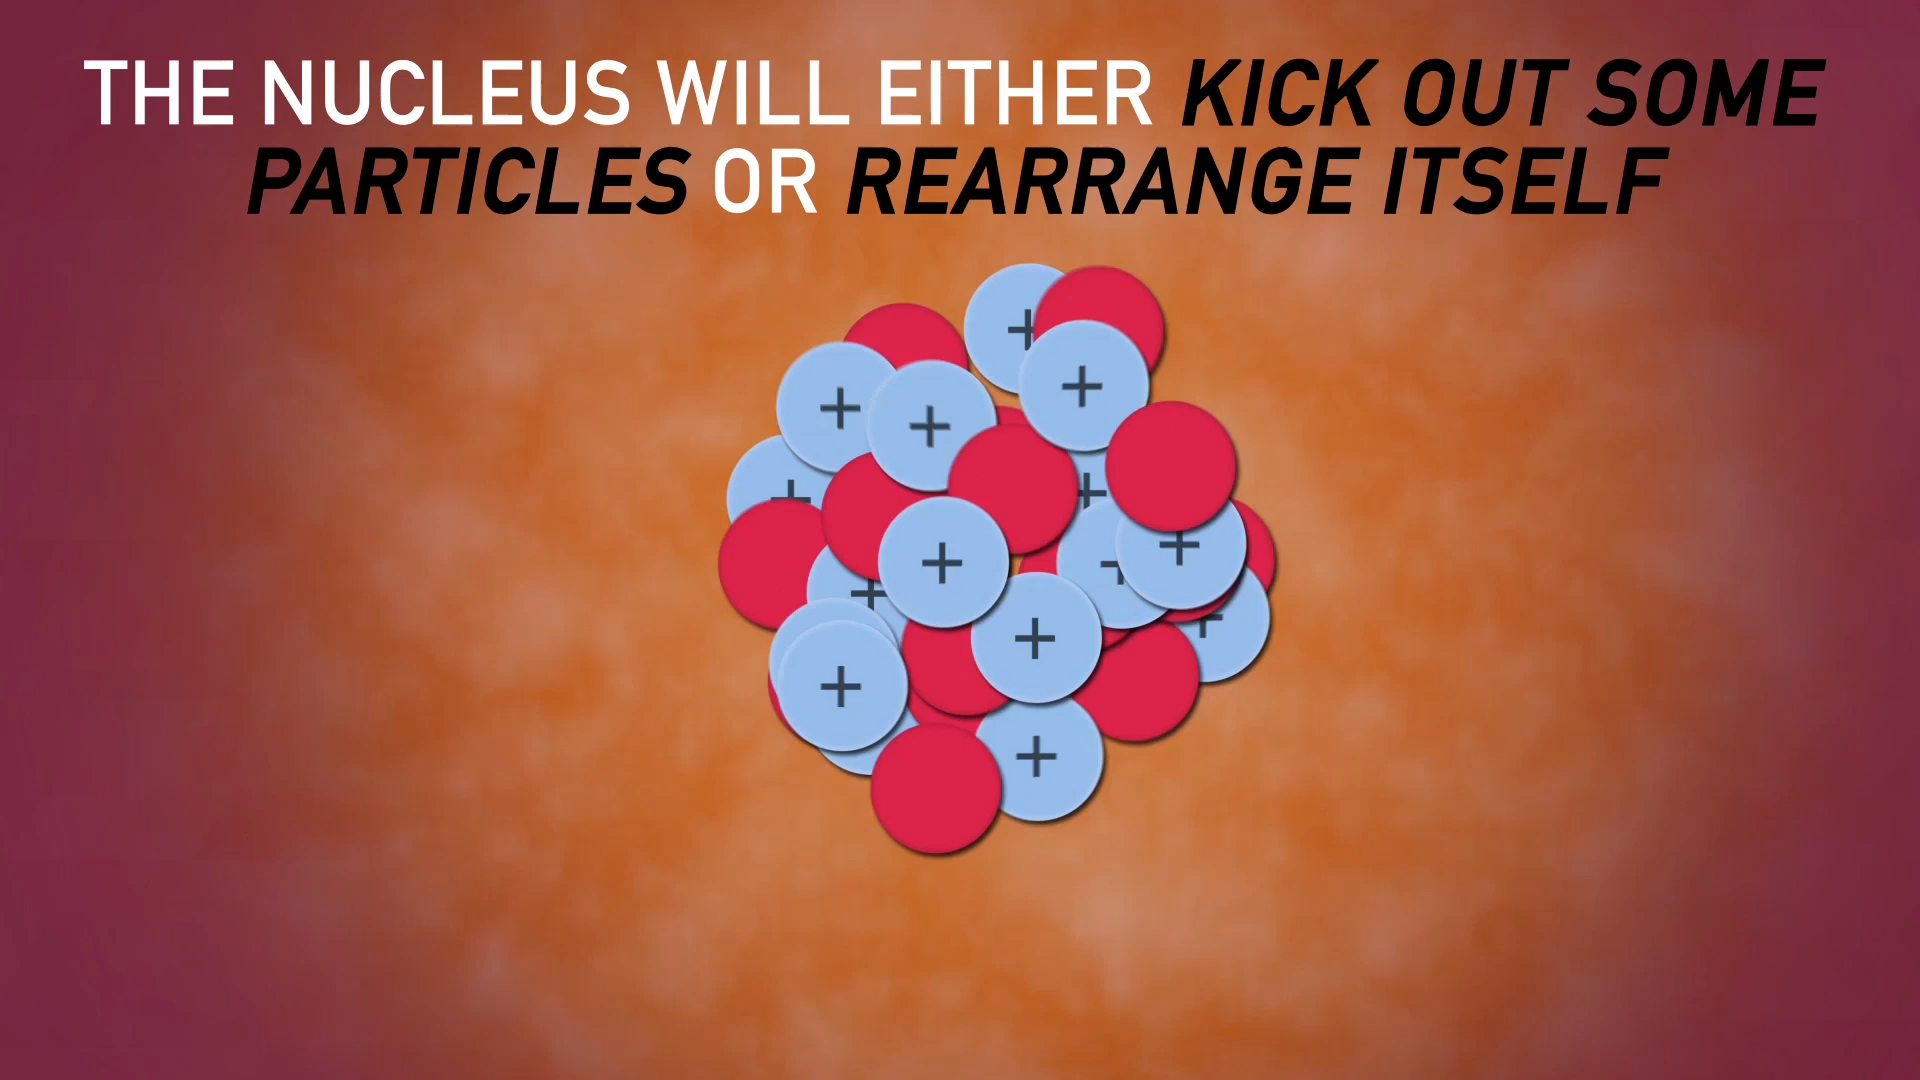 THE NUCLEUS WILL EITHER KICK OUT SOME
PARTICLES OR REARRANGE ITSELF